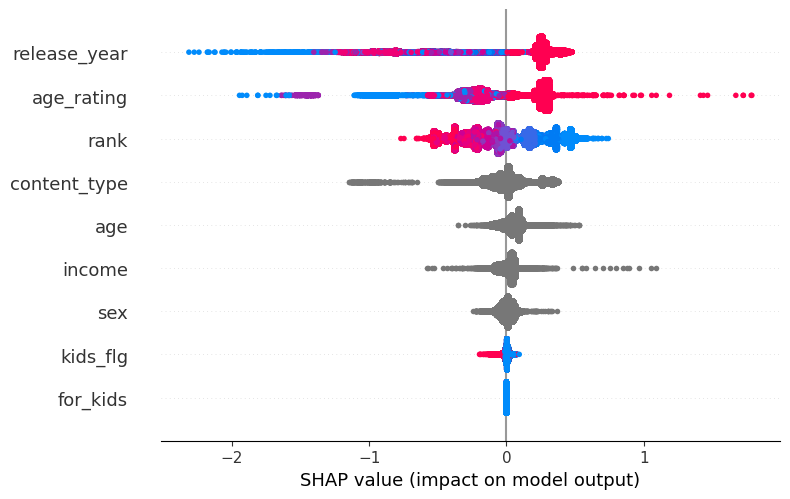 release_year
age_rating
rank
content_type
age
income
sex
kids_flg
for_kids
−2 −1 0 1
SHAP value (impact on model output)